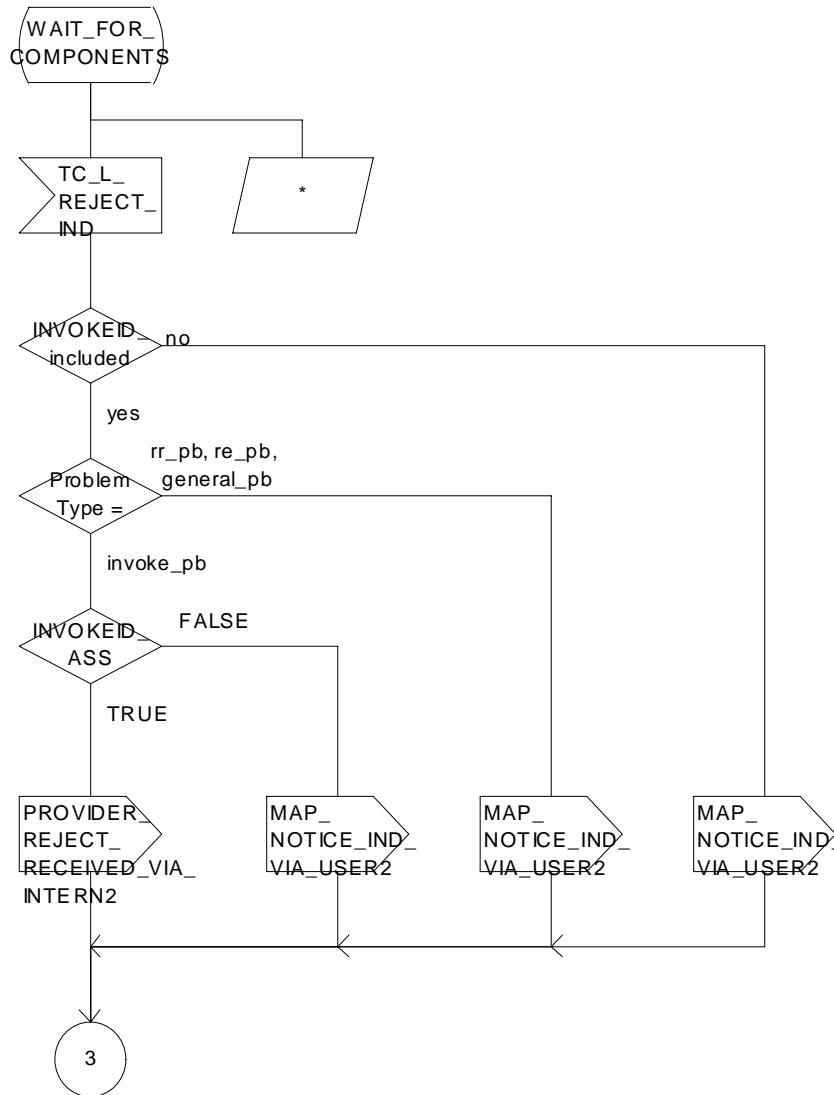 WAIT_FOR_
COMPONENTS
TC_L_
REJECT_
IND
*
INVOKEID_
included
no
yes
rr_pb, re_pb,
general_pb
Problem
Type =
invoke_pb
INVOKEID_
ASS
FALSE
TRUE
PROVIDER_
REJECT_
RECEIVED_VIA_
INTERN2
MAP_
NOTICE_IND_
VIA_USER2
MAP_
NOTICE_IND_
VIA_USER2
MAP_
NOTICE_IND_
VIA_USER2
3